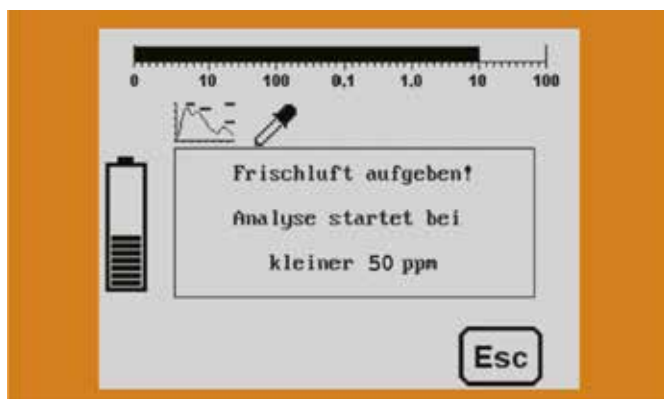 0 10 100 0,1 1,0 10 100
Frischluft aufgeben!
Analyse startet bei
kleiner 50 ppm
Esc